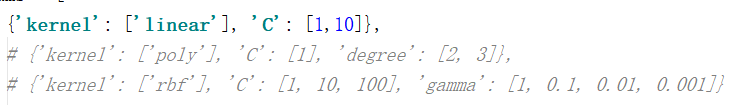 {'kernel': ['linear'], 'C': [1,10]},
# {'kernel': ['poly'], 'C': [1], 'degree': [2, 3]},
# {'kernel': ['rbf'], 'C': [1, 10, 100], 'gamma': [1, 0.1, 0.01, 0.001]}